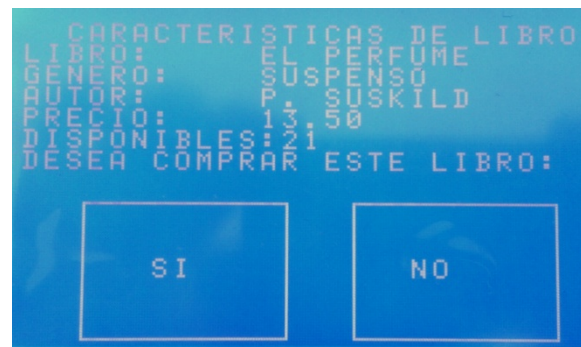 CARACTERISTICAS DE LIBRO
LIBRO: EL PERFUME
GENERO: SUSPENSO
AUTOR: P. SUSKILD
PRECIO: 13.50
DISPONIBLES:21
DESEA COMPRAR ESTE LIBRO:
SI NO